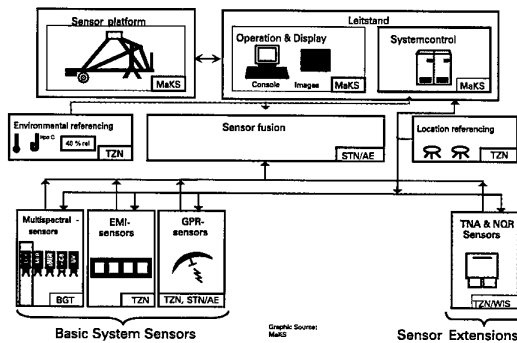 Sensor platform
MaKS
Leitstand
Operation & Display
Console
Images
MaKS
Systemcontrol
MaKS
Environmental referencing
40 % rel
TZN
Sensor fusion
STN/AE
Location referencing
TZN
Multispectral -
sensors
BGT
EMI-
sensors
TZN
GPR-
sensors
TZN, STN/AE
TNA & NQR
Sensors
TZN/WIS
Basic System Sensors
Graphic Source:
MaKS
Sensor Extensions